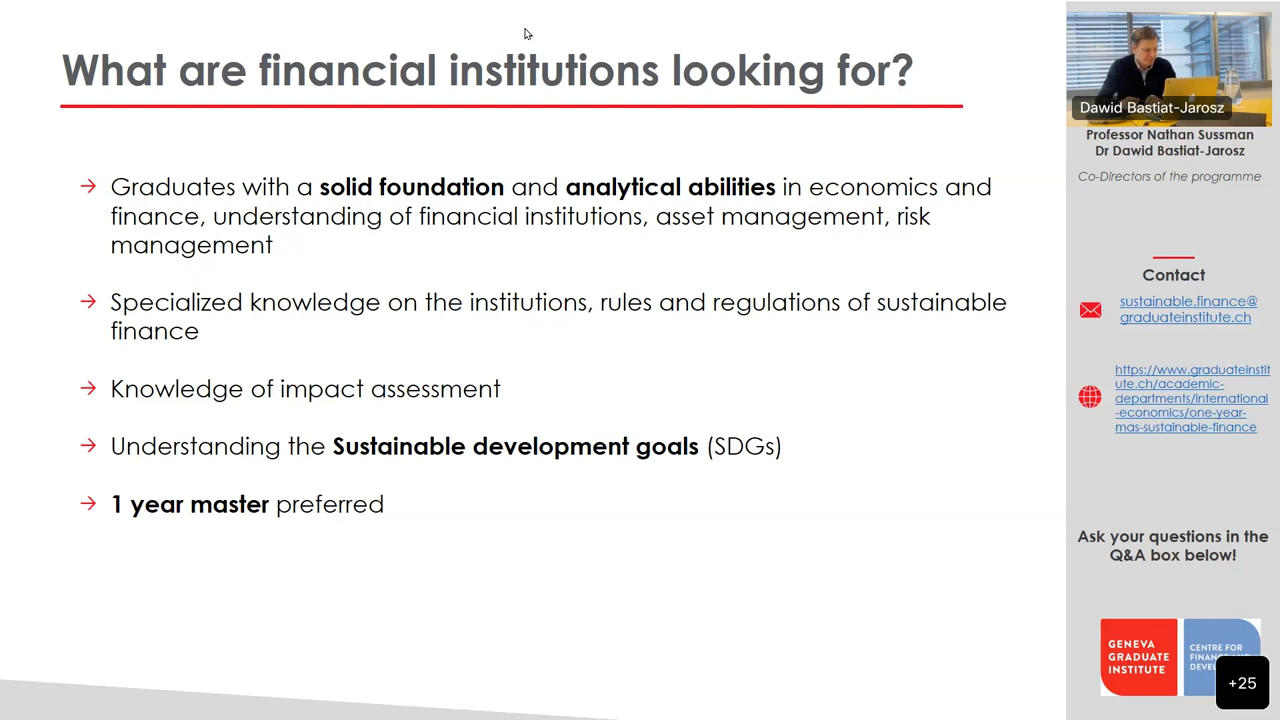 What are financial institutions looking for?
→ Graduates with a solid foundation and analytical abilities in economics and
finance, understanding of financial institutions, asset management, risk
management
→ Specialized knowledge on the institutions, rules and regulations of sustainable
finance
→ Knowledge of impact assessment
→ Understanding the Sustainable development goals (SDGs)
→ 1 year master preferred
Dawid Bastiat-Jarosz
Professor Nathan Sussman
Dr Dawid Bastiat-Jarosz
Co-Directors of the programme
Contact
sustainable.finance@
graduateinstitute.ch
https://www.graduateinstit
ute.ch/academic-
departments/international
-economics/one-year-
mas-sustainable-finance
Ask your questions in the
Q&A box below!
GENEVA
GRADUATE
INSTITUTE
CENTRE FOR
+25